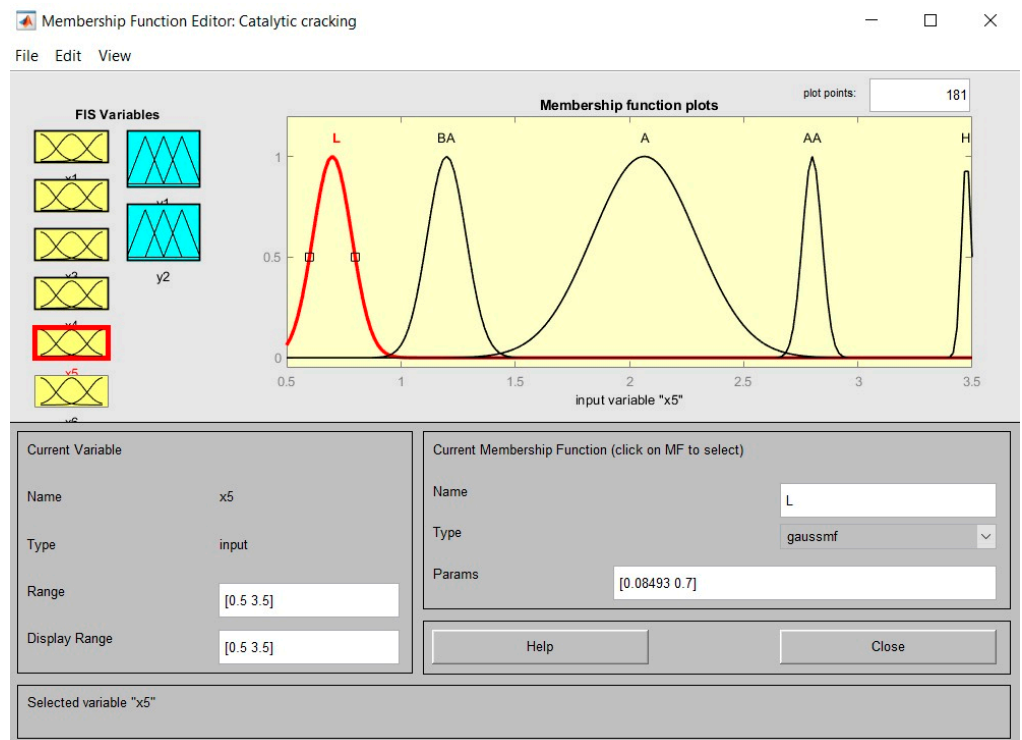 Membership Function Editor: Catalytic cracking
File Edit View
FIS Variables
x5
y2
Membership function plots
plot points: 181
L BA A AA H
1
0.5
0
0.5 1 1.5 2 2.5 3 3.5
input variable "x5"
Current Variable
Name x5
Type input
Range [0.5 3.5]
Display Range [0.5 3.5]
Current Membership Function (click on MF to select)
Name L
Type gaussmf
Params [0.08493 0.7]
Help Close
Selected variable "x5"